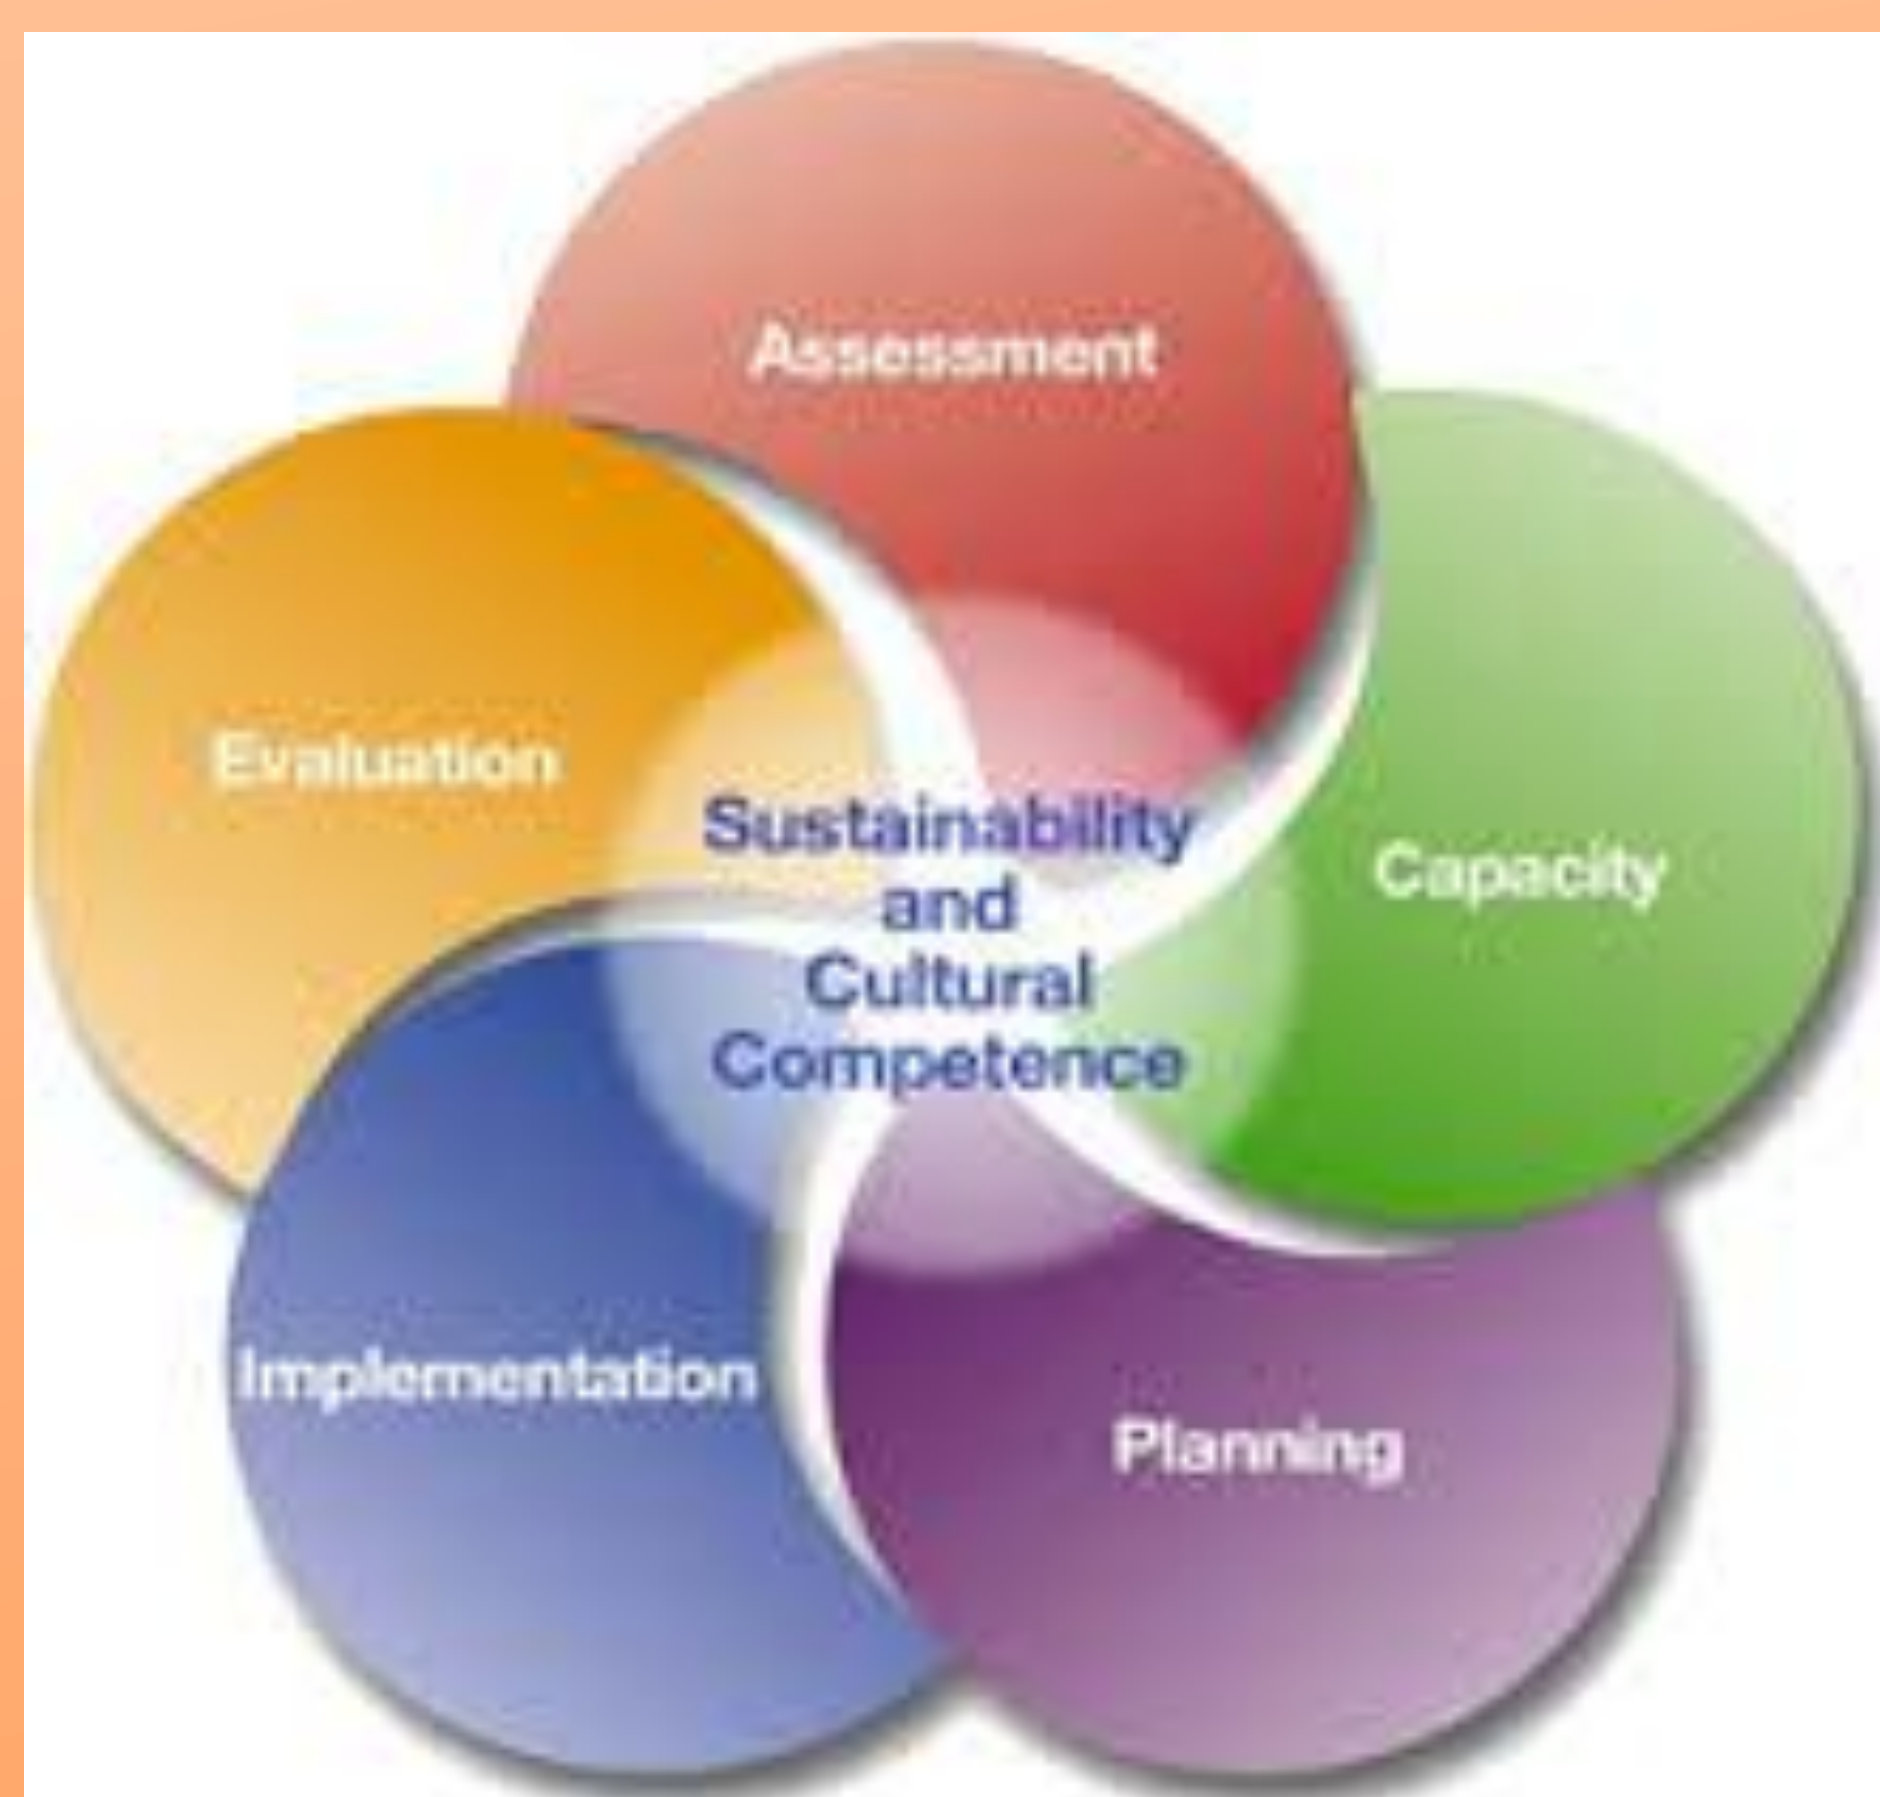 Assessment
Evaluation
Capacity
Sustainability
and
Cultural
Competence
Implementation
Planning